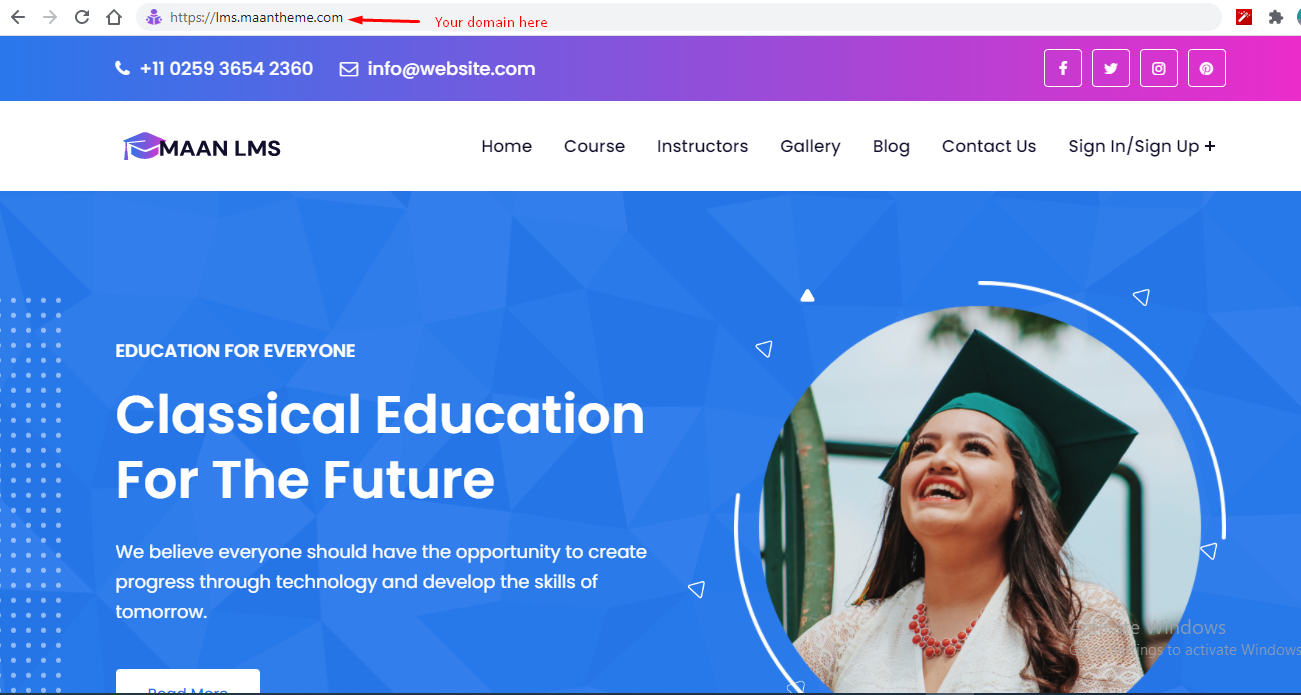 https://lms.maantheme.com
Your domain here
+11 0259 3654 2360
info@website.com
MAAN LMS
Home
Course
Instructors
Gallery
Blog
Contact Us
Sign In/Sign Up +
EDUCATION FOR EVERYONE
Classical Education
For The Future
We believe everyone should have the opportunity to create
progress through technology and develop the skills of
tomorrow.
Read More
Windows
to activate Windows